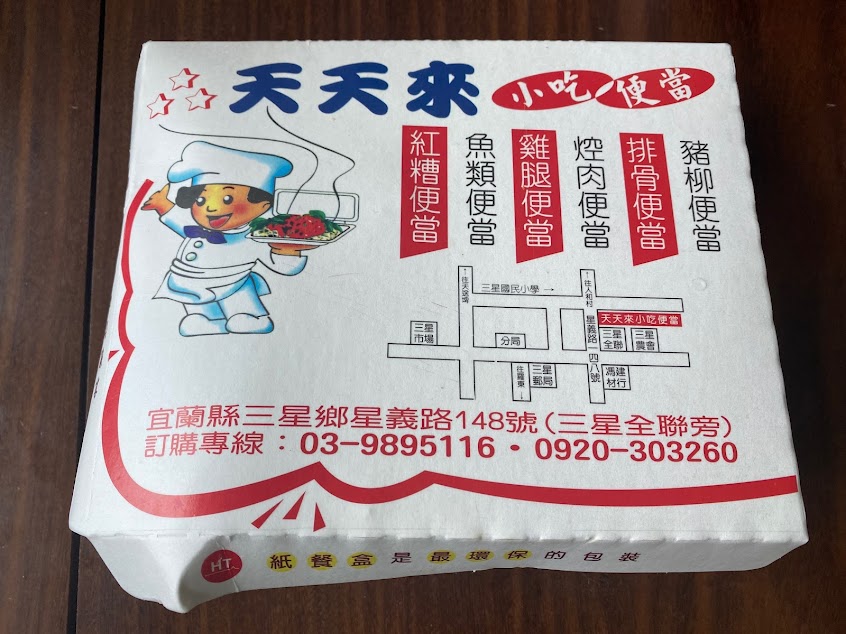 天天來 小吃 便當
紅糟便當
魚類便當
雞腿便當
焢肉便當
排骨便當
豬柳便當
三星國民小學 →
←往天送埤
←往人和村
天天來小吃便當
三星市場
分局
星義路一四八號
三星全聯
三星農會
往羅東→
三星郵局
馮建材行
宜蘭縣三星鄉星義路148號(三星全聯旁)
訂購專線：03-9895116・0920-303260
HT
紙餐盒是最環保的包裝